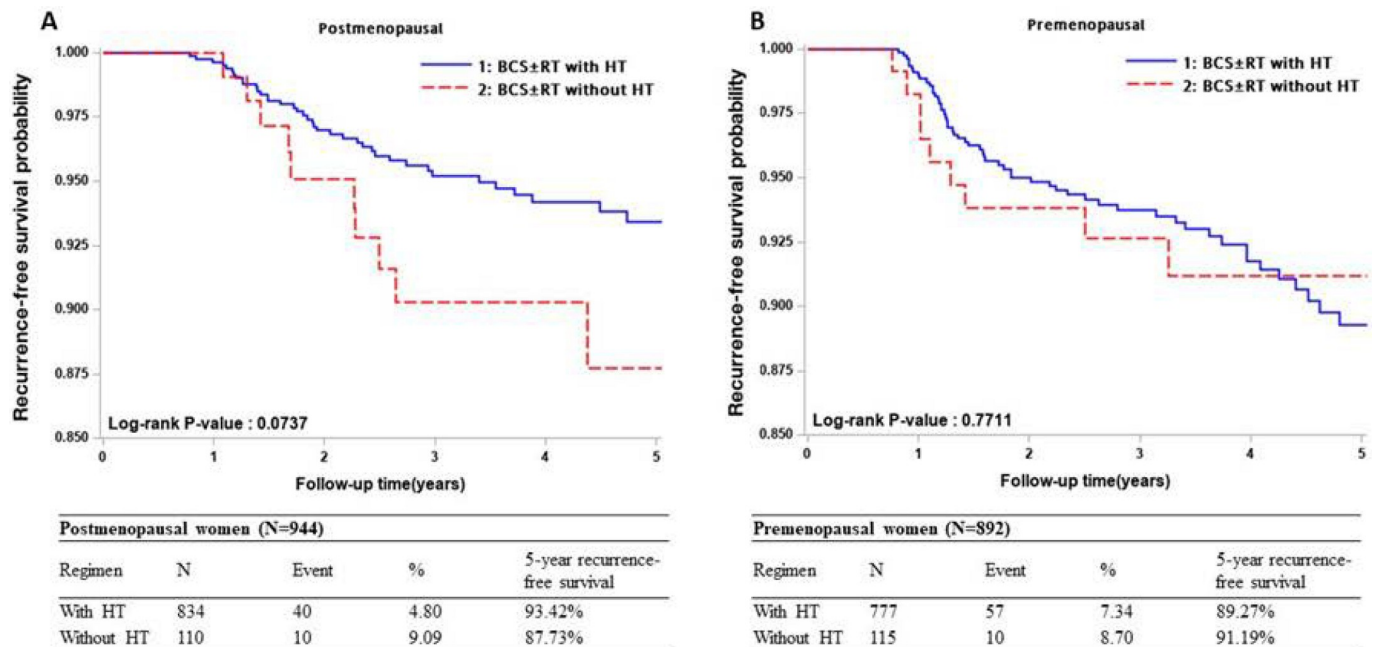 A
Postmenopausal
1: BCS±RT with HT
2: BCS±RT without HT
Recurrence-free survival probability
1.000
0.975
0.950
0.925
0.900
0.875
0.850
Log-rank P-value : 0.0737
0 1 2 3 4 5
Follow-up time(years)
Postmenopausal women (N=944)
Regimen N Event % 5-year recurrence-
free survival
With HT 834 40 4.80 93.42%
Without HT 110 10 9.09 87.73%
B
Premenopausal
1: BCS±RT with HT
2: BCS±RT without HT
Recurrence-free survival probability
1.000
0.975
0.950
0.925
0.900
0.875
0.850
Log-rank P-value : 0.7711
0 1 2 3 4 5
Follow-up time(years)
Premenopausal women (N=892)
Regimen N Event % 5-year recurrence-
free survival
With HT 777 57 7.34 89.27%
Without HT 115 10 8.70 91.19%